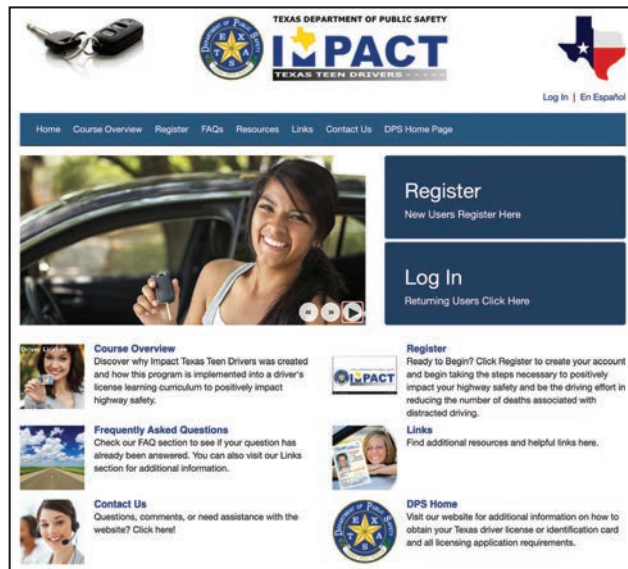 TEXAS DEPARTMENT OF PUBLIC SAFETY
IMPACT
TEXAS TEEN DRIVERS
Log In | En Español
Home Course Overview Register FAQs Resources Links Contact Us DPS Home Page
Register
New Users Register Here
Log In
Returning Users Click Here
Driver License
Course Overview
Discover why Impact Texas Teen Drivers was created
and how this program is implemented into a driver's
license learning curriculum to positively impact
highway safety.
Register
Ready to Begin? Click Register to create your account
and begin taking the steps necessary to positively
impact your highway safety and be the driving effort in
reducing the number of deaths associated with
distracted driving.
IMPACT
Frequently Asked Questions
Check our FAQ section to see if your question has
already been answered. You can also visit our Links
section for additional information.
Links
Find additional resources and helpful links here.
Contact Us
Questions, comments, or need assistance with the
website? Click here!
DPS Home
Visit our website for additional information on how to
obtain your Texas driver license or identification card
and all licensing application requirements.